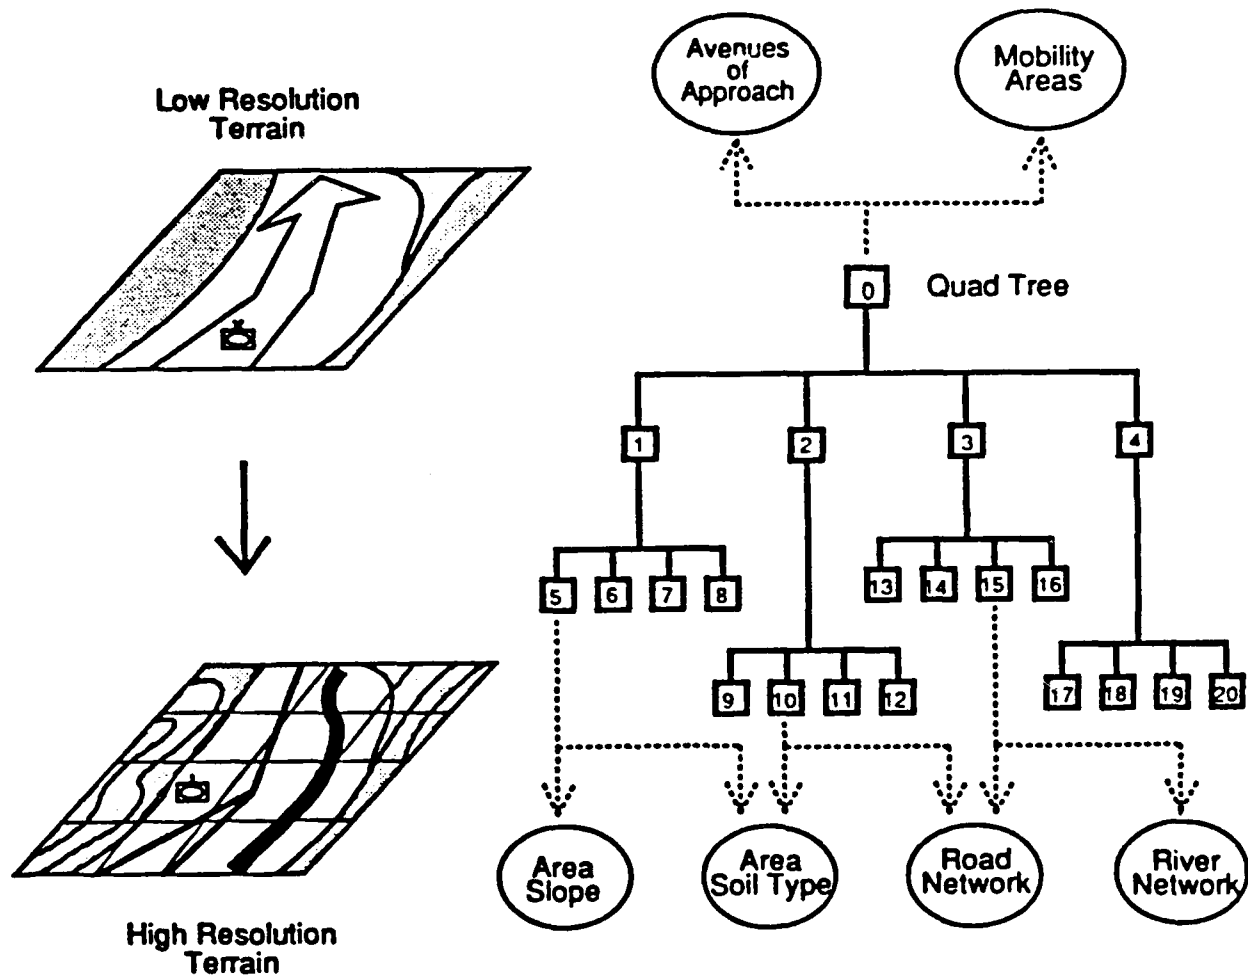 Avenues
of
Approach
Mobility
Areas
Low Resolution
Terrain
0
Quad Tree
1
2
3
4
5
6
7
8
13
14
15
16
9
10
11
12
17
18
19
20
Area
Slope
Area
Soil Type
Road
Network
River
Network
High Resolution
Terrain